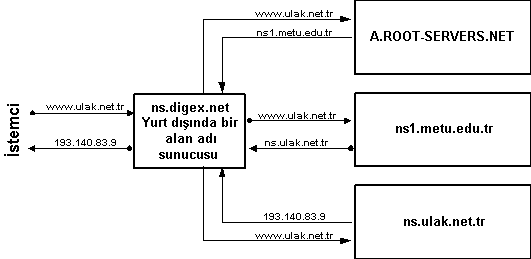 www.ulak.net.tr
ns1.metu.edu.tr
A.ROOT-SERVERS.NET
İstemci
www.ulak.net.tr
193.140.83.9
ns.digex.net
Yurt dışında bir
alan adı
sunucusu
www.ulak.net.tr
ns.ulak.net.tr
ns1.metu.edu.tr
193.140.83.9
www.ulak.net.tr
ns.ulak.net.tr